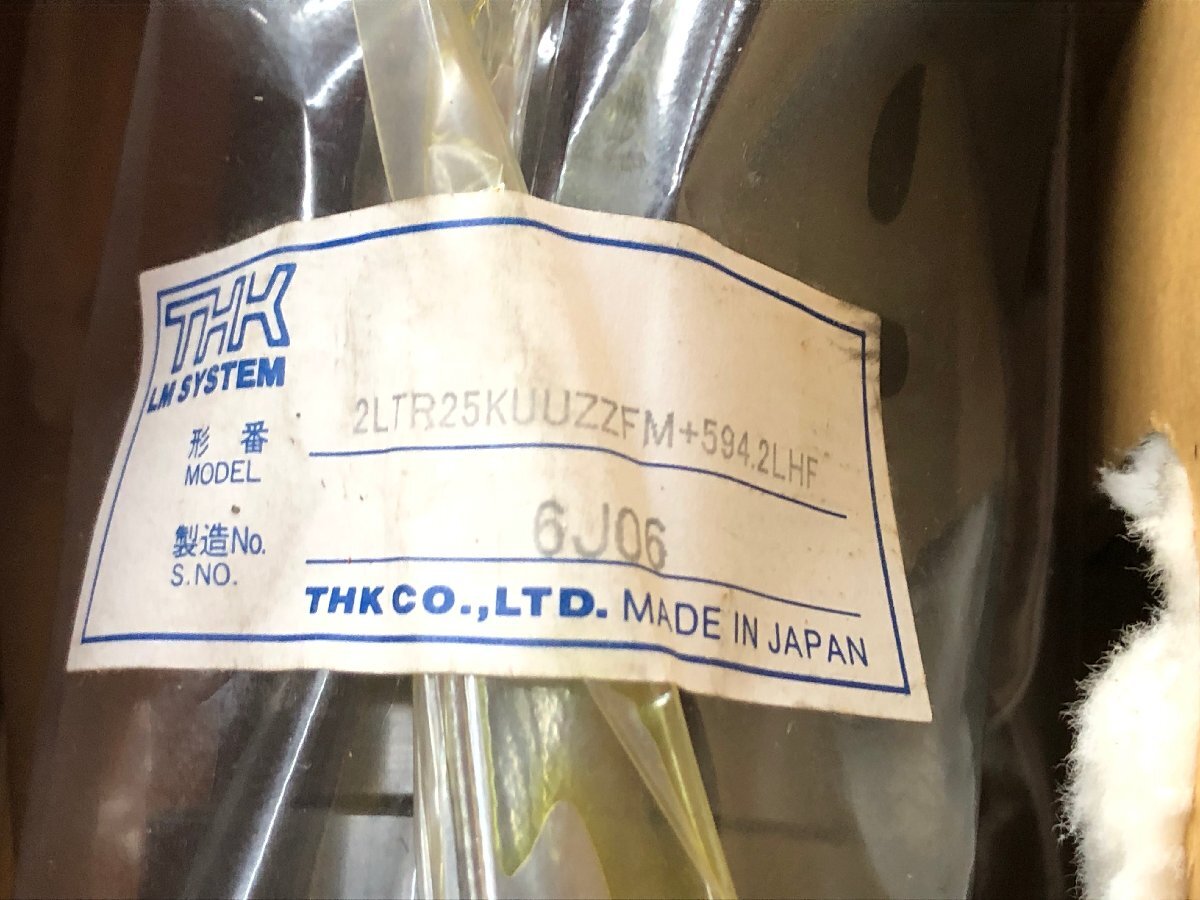 THK
LM SYSTEM
形番 2LTR25KUUZZFM+594.2LHF
MODEL
製造No. 6J06
S.NO.
THK CO.,LTD. MADE IN JAPAN